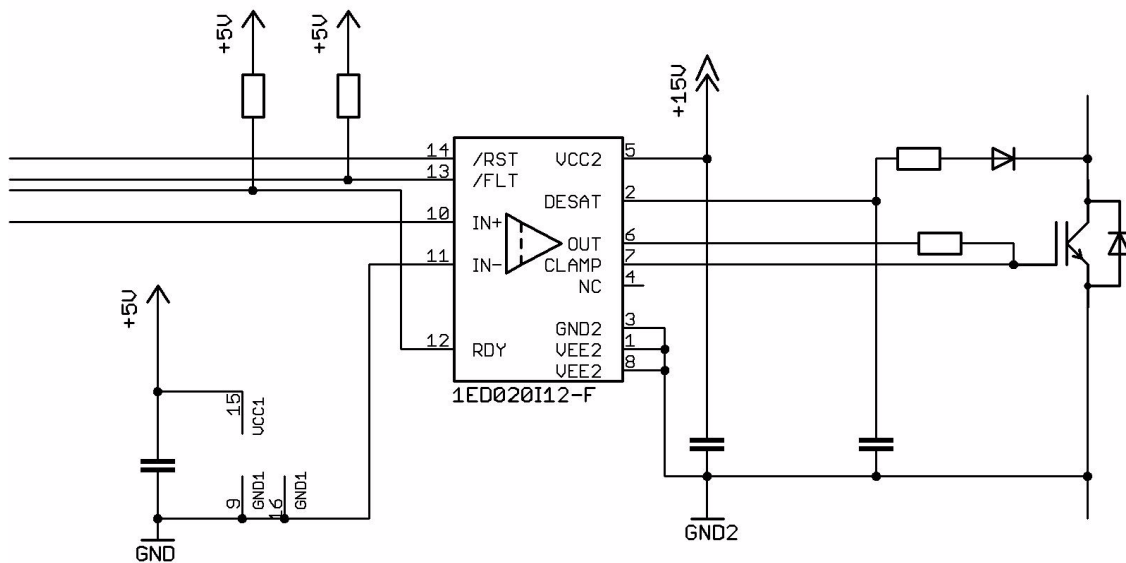 +5V
+5V
+15V
14 /RST VCC2 5
13 /FLT
DESAT 2
10 IN+
OUT 6
11 IN- CLAMP 7
NC 4
+5V
GND2 3
12 RDY VEE2 1
VEE2 8
1ED020I12-F
15 VCC1
9 GND1
16 GND1
GND
GND2